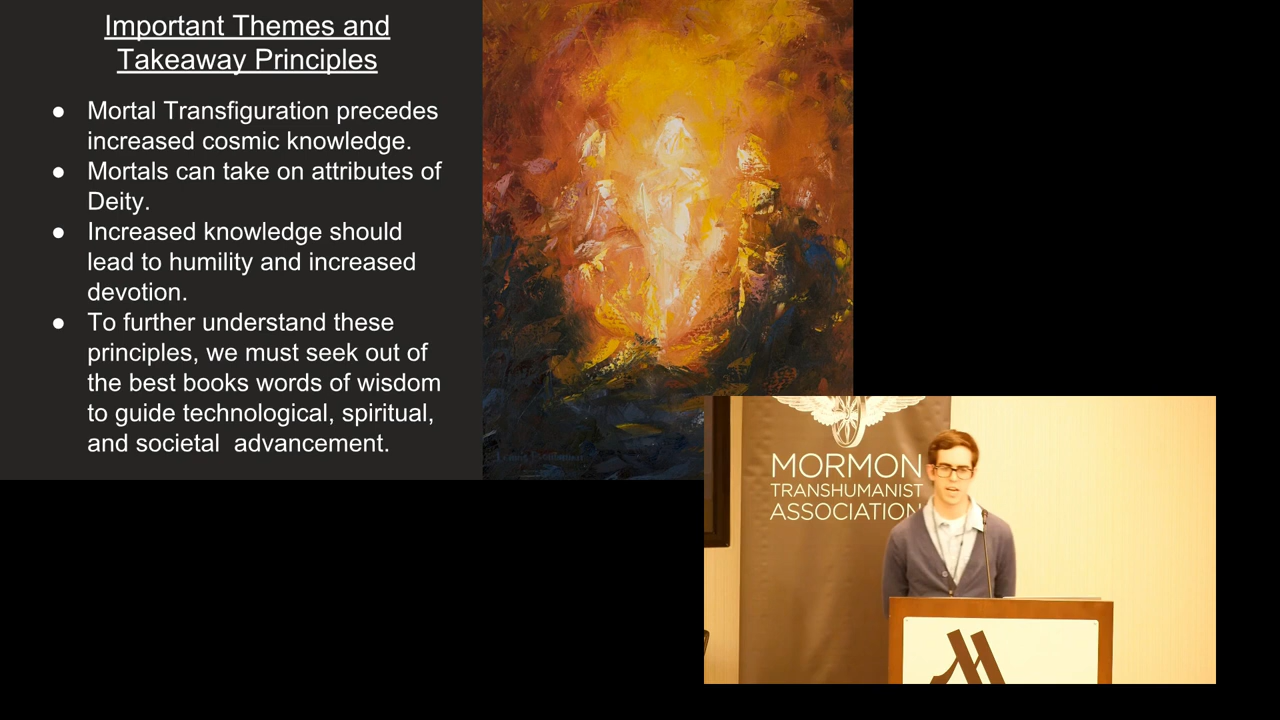 Important Themes and
Takeaway Principles
● Mortal Transfiguration precedes
increased cosmic knowledge.
● Mortals can take on attributes of
Deity.
● Increased knowledge should
lead to humility and increased
devotion.
● To further understand these
principles, we must seek out of
the best books words of wisdom
to guide technological, spiritual,
and societal  advancement.
MORMON
TRANSHUMANIST
ASSOCIATION